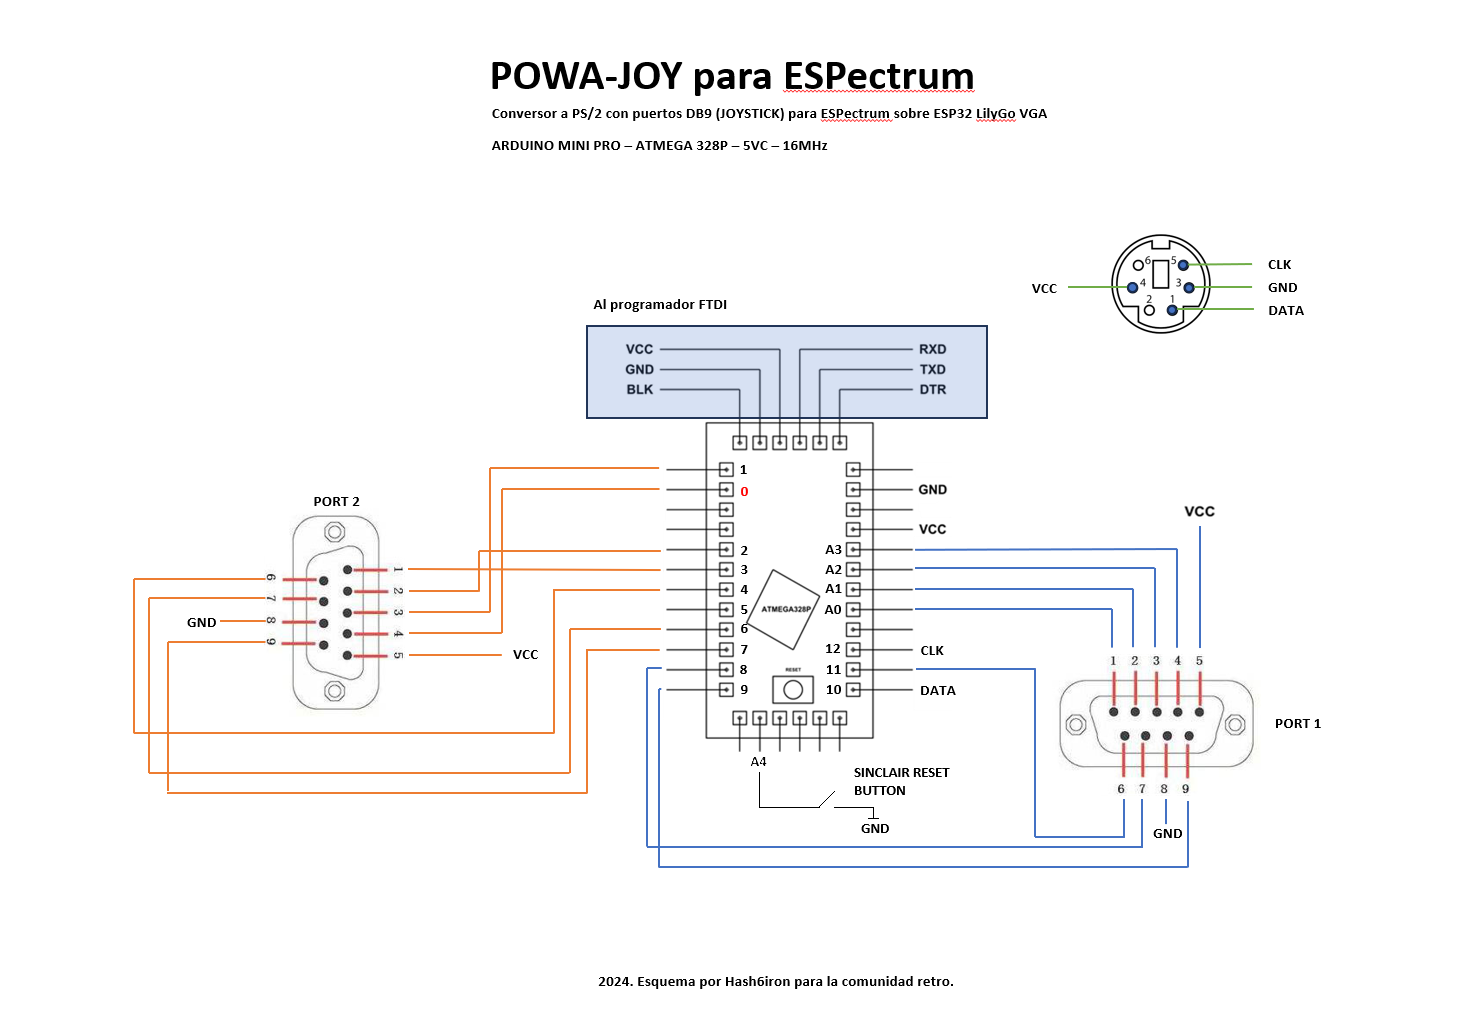 POWA-JOY para ESPectrum
Conversor a PS/2 con puertos DB9 (JOYSTICK) para ESPectrum sobre ESP32 LilyGo VGA
ARDUINO MINI PRO – ATMEGA 328P – 5VC – 16MHz
6 5 CLK
VCC 4 3 GND
2 1 DATA
Al programador FTDI
VCC RXD
GND TXD
BLK DTR
1
0 GND
PORT 2
VCC
VCC
2 A3
3 A2
4 A1
5 A0
6
7 12 CLK
8 11
9 10 DATA
ATMEGA328P
RESET
6 1
7 2
GND 8 3
9 4
5 VCC
1 2 3 4 5
PORT 1
6 7 8 9
GND
A4
SINCLAIR RESET
BUTTON
GND
2024. Esquema por Hash6iron para la comunidad retro.